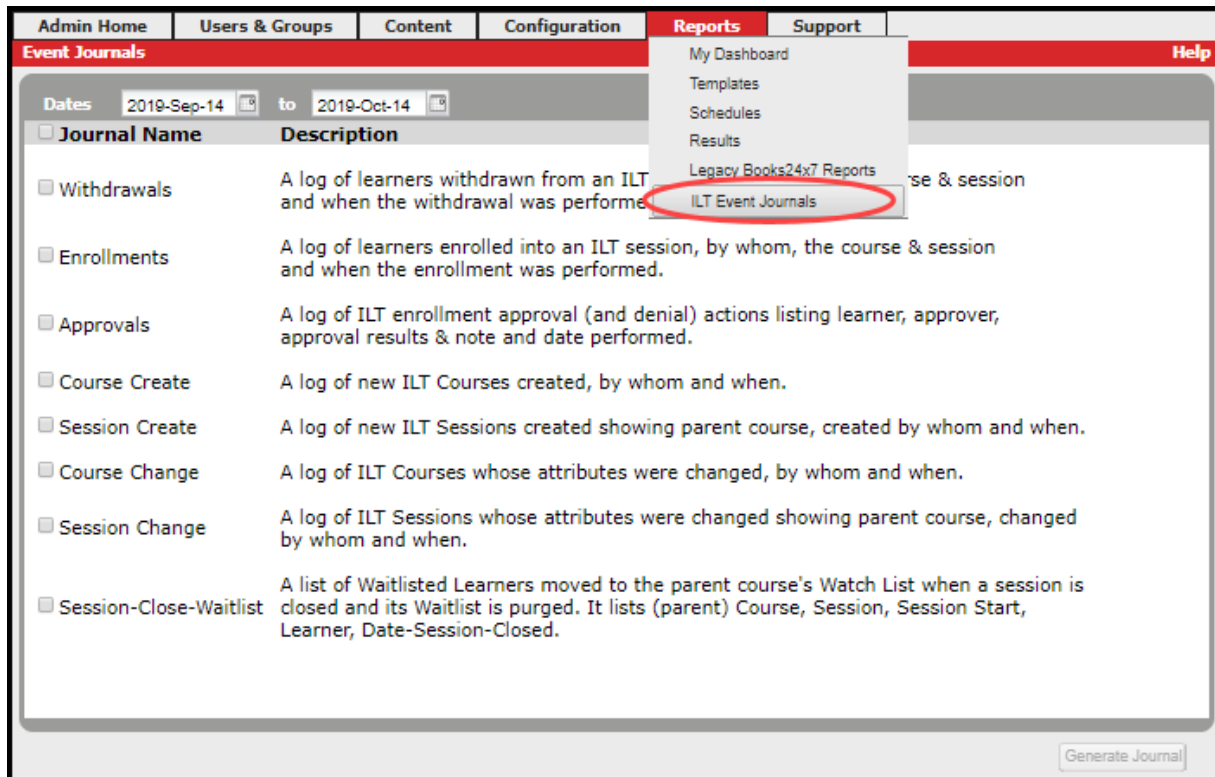 Admin Home Users & Groups Content Configuration Reports Support
Event Journals Help
My Dashboard
Templates
Schedules
Results
Legacy Books24x7 Reports
ILT Event Journals
Dates 2019-Sep-14 to 2019-Oct-14
Journal Name Description
Withdrawals A log of learners withdrawn from an ILT rse & session
and when the withdrawal was performe
Enrollments A log of learners enrolled into an ILT session, by whom, the course & session
and when the enrollment was performed.
Approvals A log of ILT enrollment approval (and denial) actions listing learner, approver,
approval results & note and date performed.
Course Create A log of new ILT Courses created, by whom and when.
Session Create A log of new ILT Sessions created showing parent course, created by whom and when.
Course Change A log of ILT Courses whose attributes were changed, by whom and when.
Session Change A log of ILT Sessions whose attributes were changed showing parent course, changed
by whom and when.
A list of Waitlisted Learners moved to the parent course's Watch List when a session is
Session-Close-Waitlist closed and its Waitlist is purged. It lists (parent) Course, Session, Session Start,
Learner, Date-Session-Closed.
Generate Journal